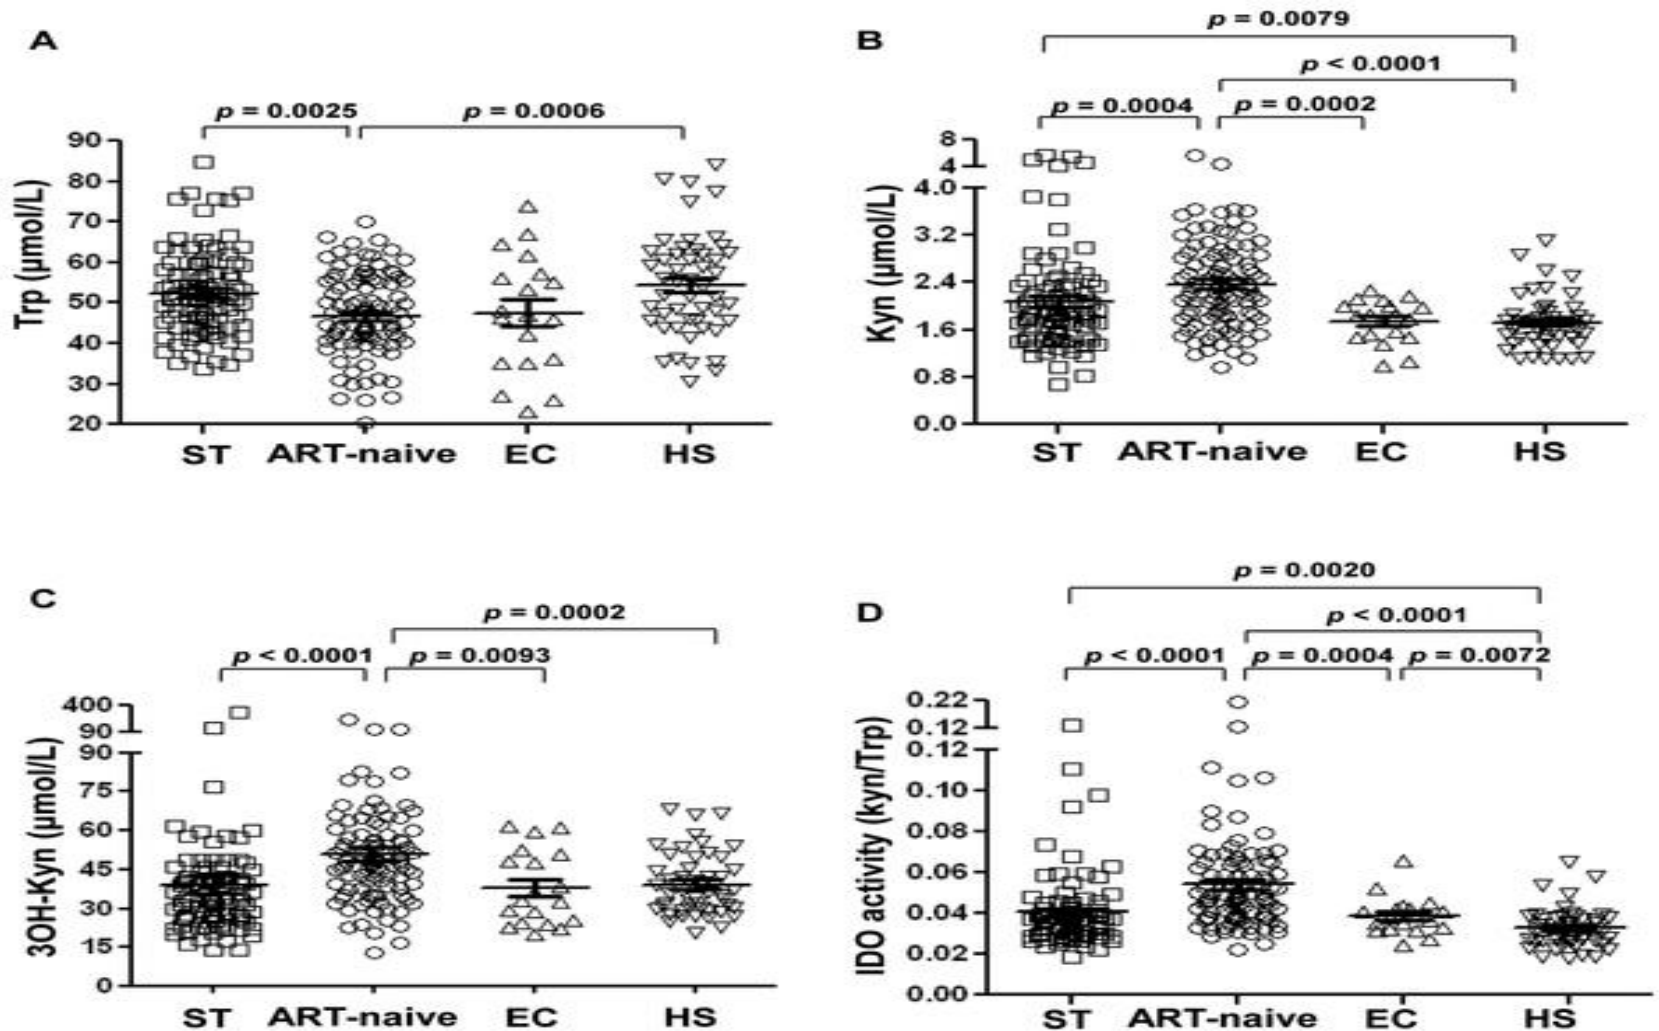 A
p = 0.0025
p = 0.0006
Trp (µmol/L)
90
80
70
60
50
40
30
20
ST ART-naive EC HS
B
p = 0.0079
p < 0.0001
p = 0.0004
p = 0.0002
Kyn (µmol/L)
8
4
4.0
3.2
2.4
1.6
0.8
0.0
ST ART-naive EC HS
C
p = 0.0002
p < 0.0001
p = 0.0093
3OH-Kyn (µmol/L)
400
90
90
75
60
45
30
15
0
ST ART-naive EC HS
D
p = 0.0020
p < 0.0001
p < 0.0001
p = 0.0004
p = 0.0072
IDO activity (kyn/Trp)
0.22
0.12
0.12
0.10
0.08
0.06
0.04
0.02
0.00
ST ART-naive EC HS